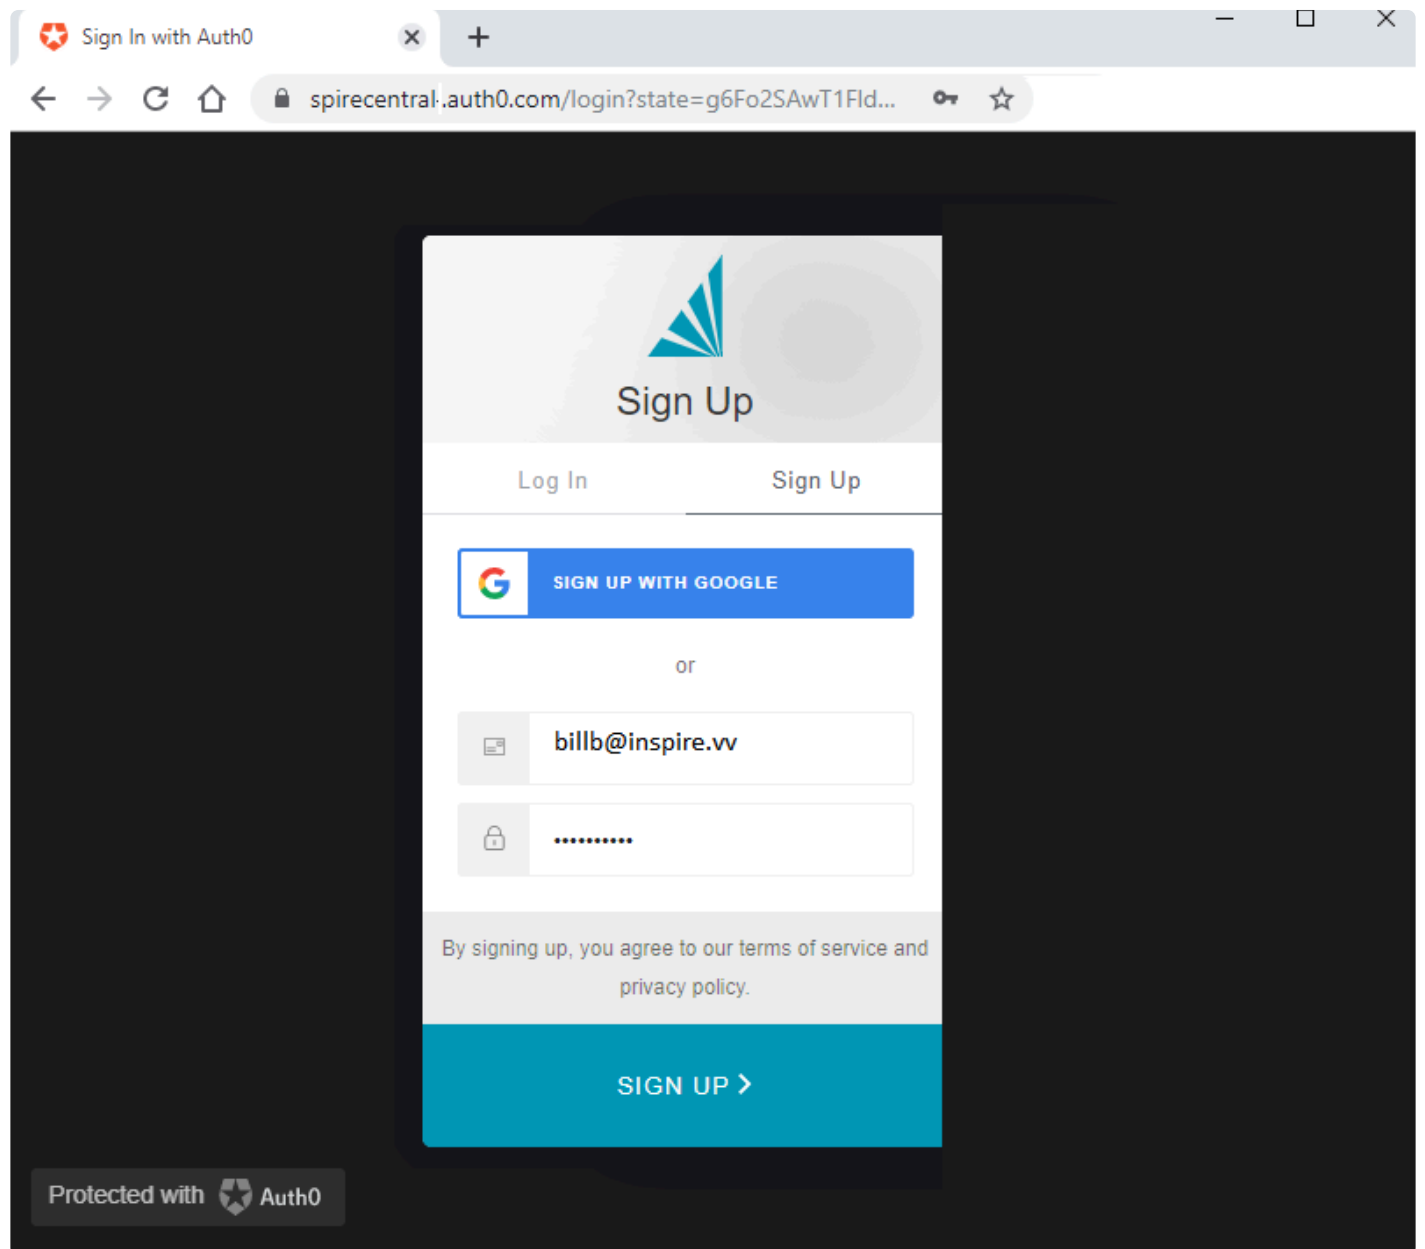 Sign In with Auth0
spirecentral-.auth0.com/login?state=g6Fo2SAwT1Fld...
Sign Up
Log In
Sign Up
SIGN UP WITH GOOGLE
or
billb@inspire.vv
••••••••••
By signing up, you agree to our terms of service and
privacy policy.
SIGN UP
Protected with Auth0